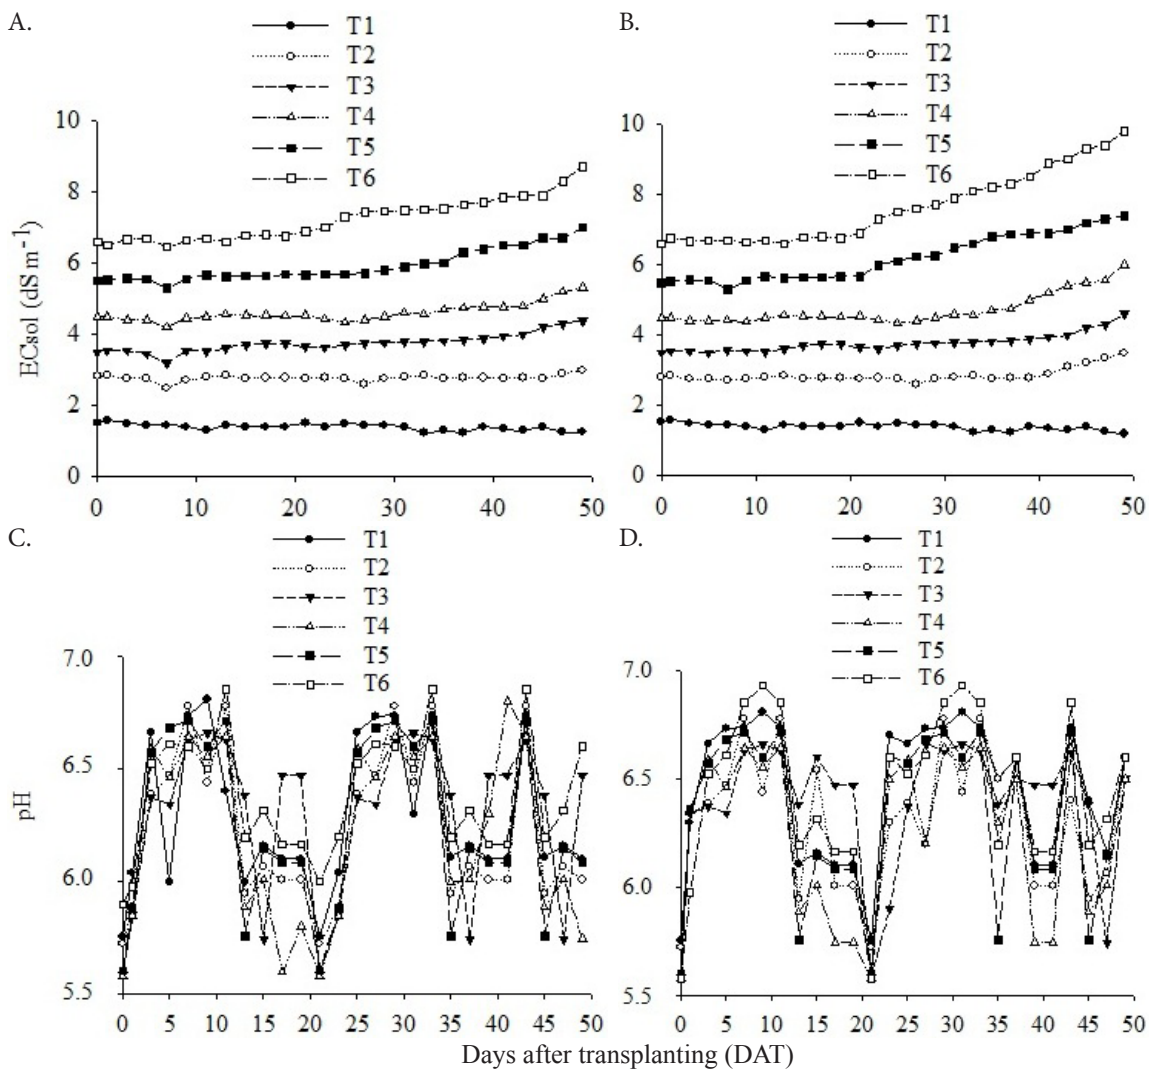 A.
T1
T2
T3
T4
T5
T6
10
8
6
4
2
0
ECsol (dS m-1)
0 10 20 30 40 50
B.
T1
T2
T3
T4
T5
T6
10
8
6
4
2
0
0 10 20 30 40 50
C.
T1
T2
T3
T4
T5
T6
7.0
6.5
6.0
5.5
pH
0 5 10 15 20 25 30 35 40 45 50
D.
T1
T2
T3
T4
T5
T6
7.0
6.5
6.0
5.5
0 5 10 15 20 25 30 35 40 45 50
Days after transplanting (DAT)